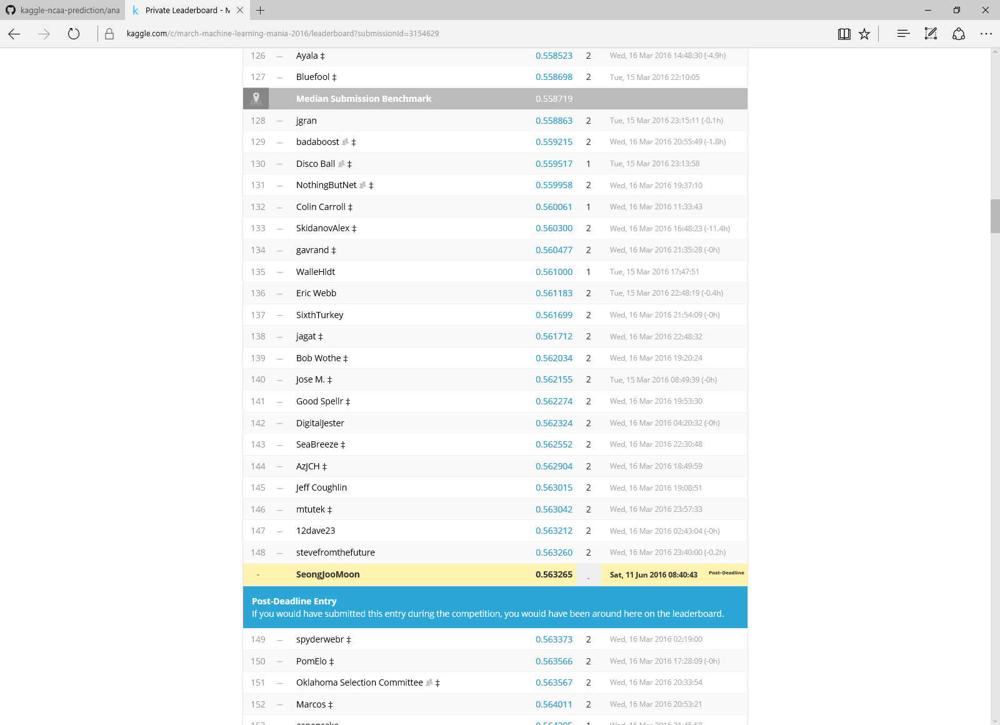 kaggle-ncaa-prediction/ana
k Private Leaderboard - M
kaggle.com/c/march-machine-learning-mania-2016/leaderboard?submissionId=3154629
126 – Ayala ‡ 0.558523 2 Wed, 16 Mar 2016 14:48:30 (-4.9h)
127 – Bluefool ‡ 0.558698 2 Tue, 15 Mar 2016 22:10:05
Median Submission Benchmark 0.558719
128 – jgran 0.558863 2 Tue, 15 Mar 2016 23:15:11 (-0.1h)
129 – badaboost ‡ 0.559215 2 Wed, 16 Mar 2016 20:55:49 (-1.8h)
130 – Disco Ball ‡ 0.559517 1 Tue, 15 Mar 2016 23:13:58
131 – NothingButNet ‡ 0.559958 2 Wed, 16 Mar 2016 19:37:10
132 – Colin Carroll ‡ 0.560061 1 Wed, 16 Mar 2016 11:33:43
133 – SkidanovAlex ‡ 0.560300 2 Wed, 16 Mar 2016 16:48:23 (-11.4h)
134 – gavrand ‡ 0.560477 2 Wed, 16 Mar 2016 21:35:28 (-0h)
135 – WalleHldt 0.561000 1 Tue, 15 Mar 2016 17:47:51
136 – Eric Webb 0.561183 2 Tue, 15 Mar 2016 22:48:19 (-0.4h)
137 – SixthTurkey 0.561699 2 Wed, 16 Mar 2016 21:54:09 (-0h)
138 – jagat ‡ 0.561712 2 Wed, 16 Mar 2016 22:48:32
139 – Bob Wothe ‡ 0.562034 2 Wed, 16 Mar 2016 19:20:24
140 – Jose M. ‡ 0.562155 2 Tue, 15 Mar 2016 08:49:39 (-0h)
141 – Good Spellr ‡ 0.562274 2 Wed, 16 Mar 2016 19:53:30
142 – DigitalJester 0.562324 2 Wed, 16 Mar 2016 04:20:32 (-0h)
143 – SeaBreeze ‡ 0.562552 2 Wed, 16 Mar 2016 22:30:48
144 – AzJCH ‡ 0.562904 2 Wed, 16 Mar 2016 18:49:59
145 – Jeff Coughlin 0.563015 2 Wed, 16 Mar 2016 19:08:51
146 – mtutek ‡ 0.563042 2 Wed, 16 Mar 2016 23:57:33
147 – 12dave23 0.563212 2 Wed, 16 Mar 2016 02:43:04 (-0h)
148 – stevefromthefuture 0.563260 2 Wed, 16 Mar 2016 23:40:00 (-0.2h)
- SeongJooMoon 0.563265 - Sat, 11 Jun 2016 08:40:43 Post-Deadline
Post-Deadline Entry
If you would have submitted this entry during the competition, you would have been around here on the leaderboard.
149 – spyderwebr ‡ 0.563373 2 Wed, 16 Mar 2016 02:19:00
150 – PomElo ‡ 0.563566 2 Wed, 16 Mar 2016 17:28:09 (-0h)
151 – Oklahoma Selection Committee ‡ 0.563567 2 Wed, 16 Mar 2016 20:33:54
152 – Marcos ‡ 0.564011 2 Wed, 16 Mar 2016 20:53:21